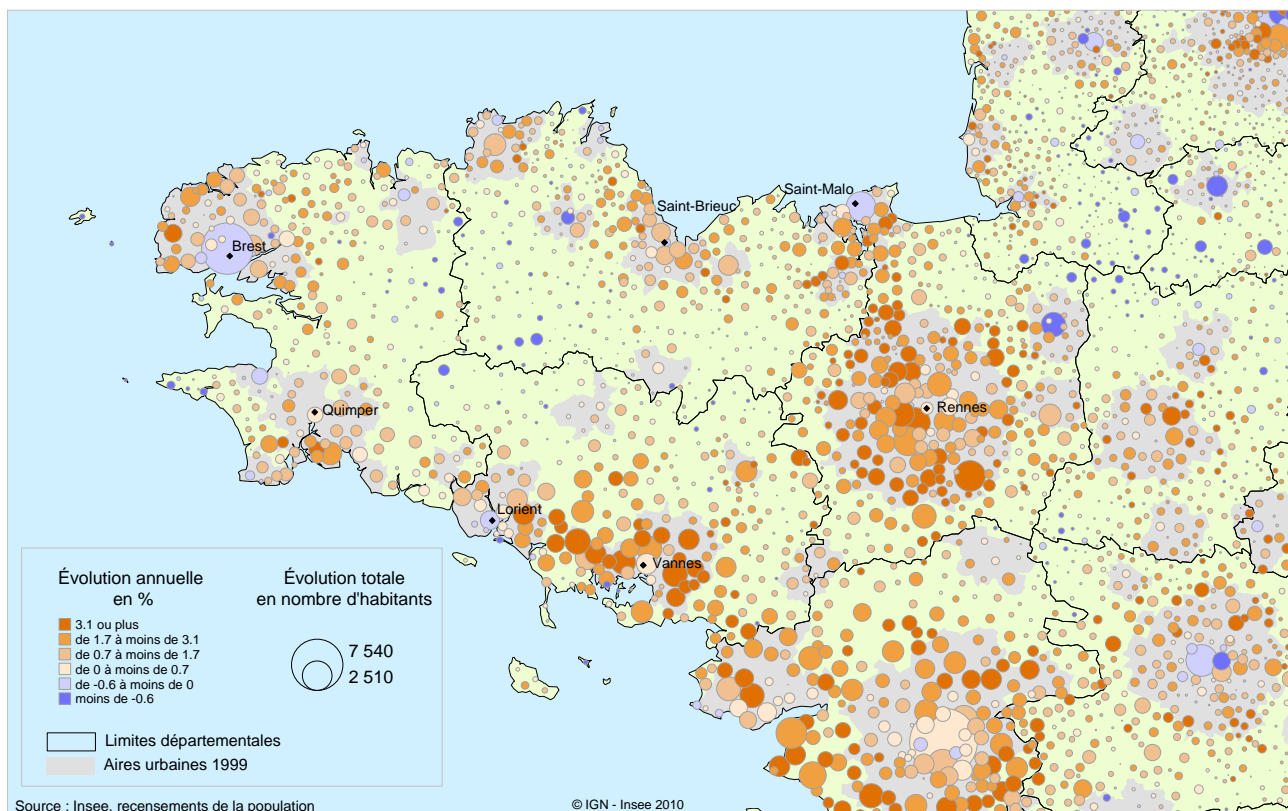 Saint-Malo
Saint-Brieuc
Brest
Quimper
Rennes
Lorient
Vannes
Évolution annuelle
en %
3.1 ou plus
de 1.7 à moins de 3.1
de 0.7 à moins de 1.7
de 0 à moins de 0.7
de -0.6 à moins de 0
moins de -0.6
Évolution totale
en nombre d'habitants
7 540
2 510
Limites départementales
Aires urbaines 1999
Source : Insee, recensements de la population
© IGN - Insee 2010